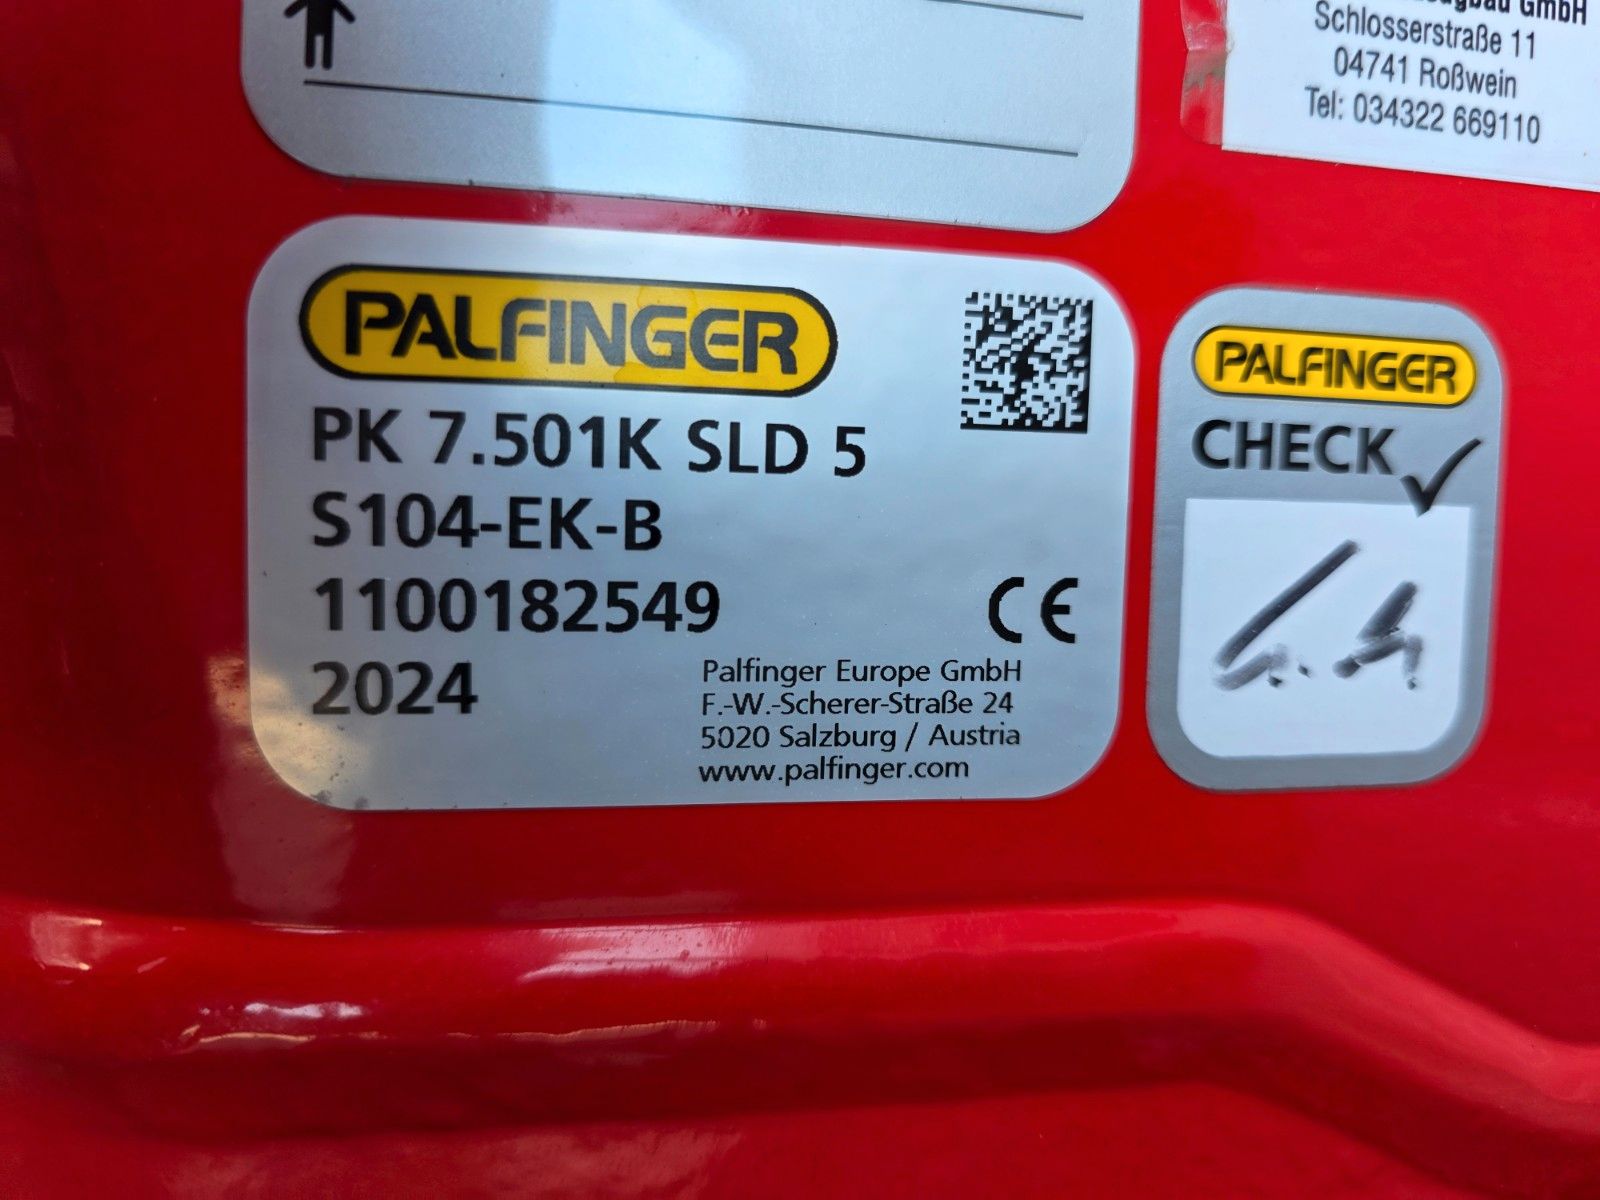 GmbH
Schlosserstraße 11
04741 Roßwein
Tel: 034322 669110
PALFINGER
PK 7.501K SLD 5
S104-EK-B
1100182549
2024
CE
Palfinger Europe GmbH
F.-W.-Scherer-Straße 24
5020 Salzburg / Austria
www.palfinger.com
PALFINGER
CHECK